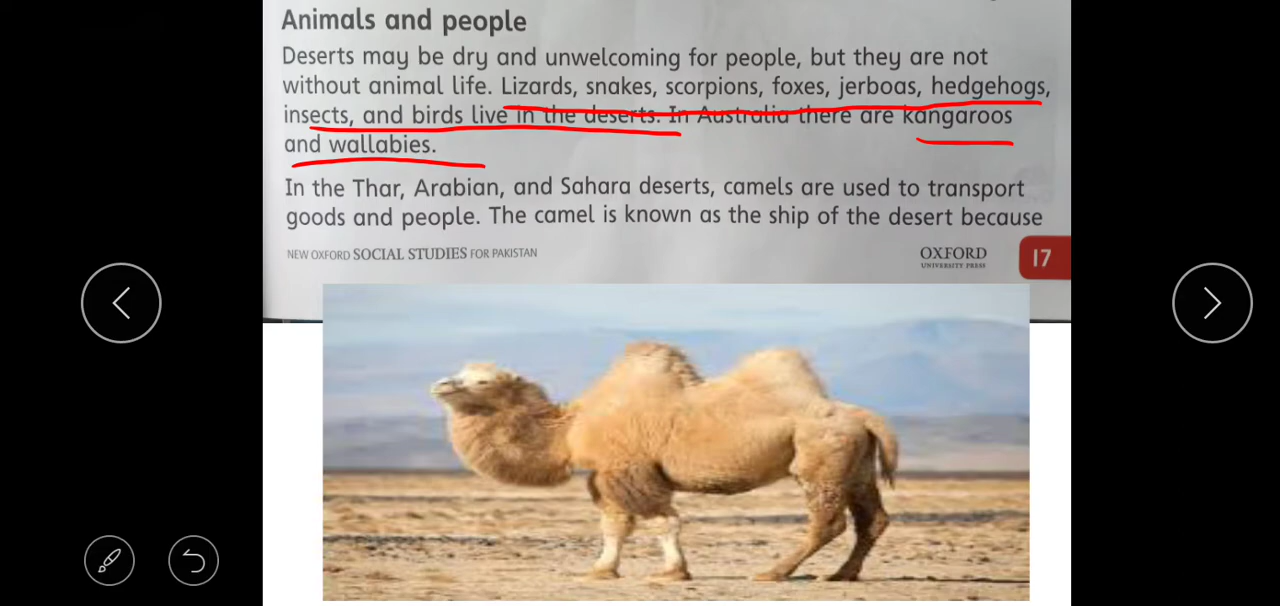 Animals and people
Deserts may be dry and unwelcoming for people, but they are not
without animal life. Lizards, snakes, scorpions, foxes, jerboas, hedgehogs,
insects, and birds live in the deserts. In Australia there are kangaroos
and wallabies.
In the Thar, Arabian, and Sahara deserts, camels are used to transport
goods and people. The camel is known as the ship of the desert because
NEW OXFORD SOCIAL STUDIES FOR PAKISTAN
OXFORD
UNIVERSITY PRESS
17